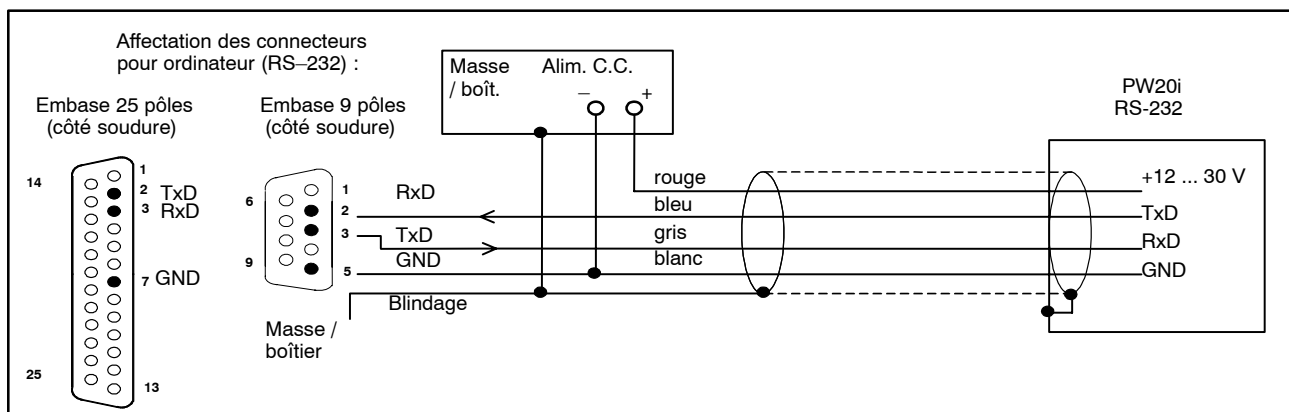 Affectation des connecteurs
pour ordinateur (RS–232) :
Embase 25 pôles
(côté soudure)
Embase 9 pôles
(côté soudure)
Masse
/ boît.
Alim. C.C.
– +
PW20i
RS-232
14
1
2 TxD
3 RxD
7 GND
25
13
6
9
1
2
3
5
RxD
TxD
GND
Blindage
Masse /
boîtier
rouge
bleu
gris
blanc
+12 ... 30 V
TxD
RxD
GND